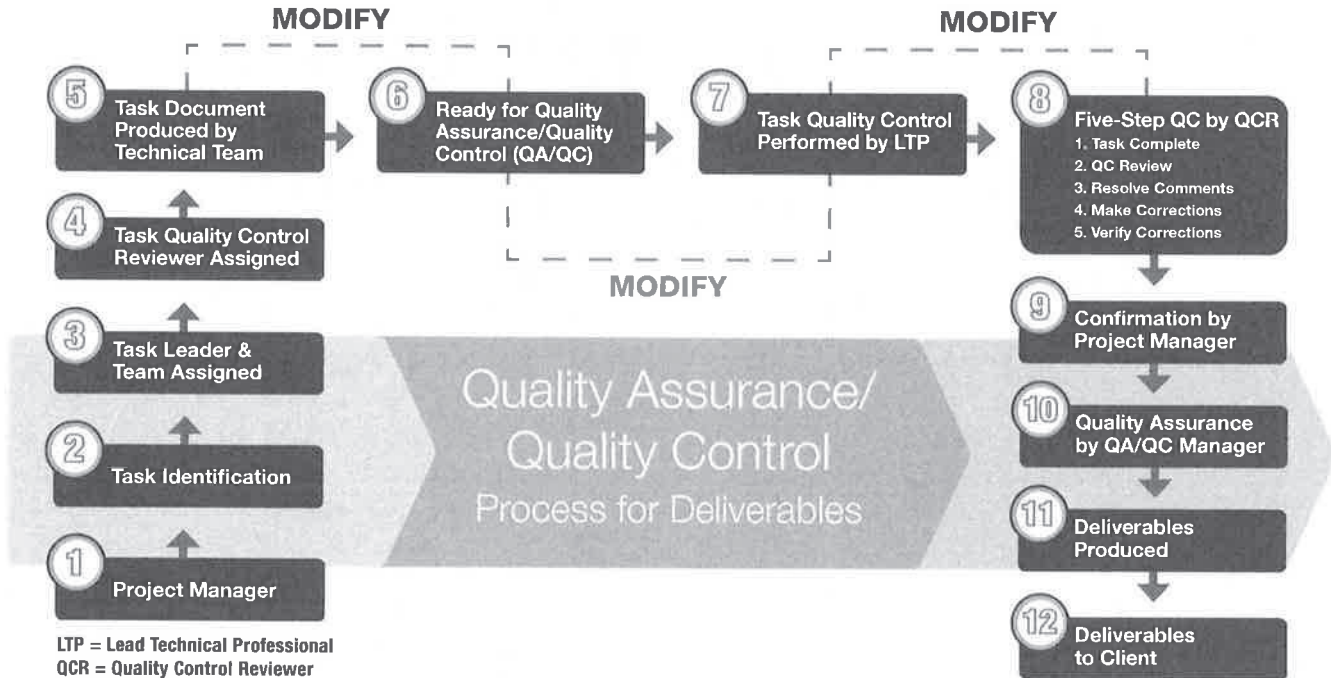 MODIFY
MODIFY
5
Task Document
Produced by
Technical Team
6
Ready for Quality
Assurance/Quality
Control (QA/QC)
7
Task Quality Control
Performed by LTP
8
Five-Step QC by QCR
1. Task Complete
2. QC Review
3. Resolve Comments
4. Make Corrections
5. Verify Corrections
4
Task Quality Control
Reviewer Assigned
MODIFY
3
Task Leader &
Team Assigned
2
Task Identification
1
Project Manager
Quality Assurance/
Quality Control
Process for Deliverables
9
Confirmation by
Project Manager
10
Quality Assurance
by QA/QC Manager
11
Deliverables
Produced
12
Deliverables
to Client
LTP = Lead Technical Professional
QCR = Quality Control Reviewer